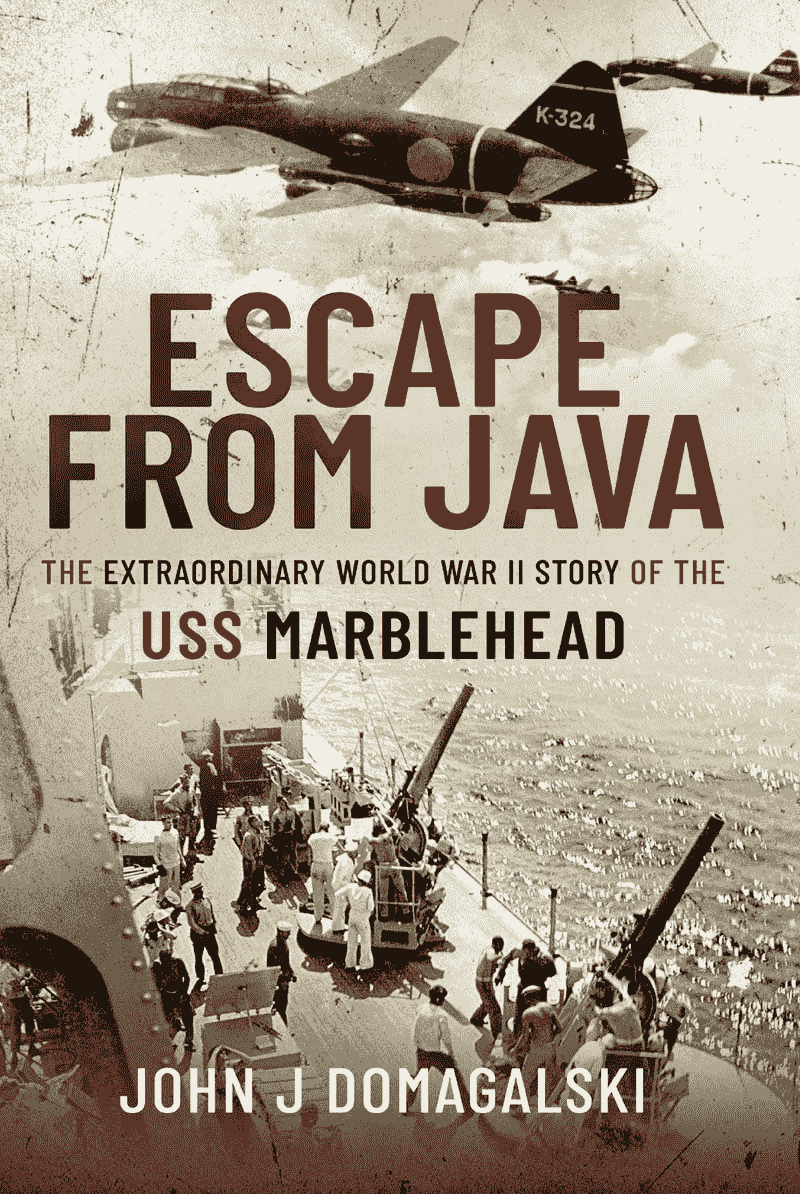 K-324
ESCAPE
FROM JAVA
THE EXTRAORDINARY WORLD WAR II STORY OF THE
USS MARBLEHEAD
JOHN J DOMAGALSKI